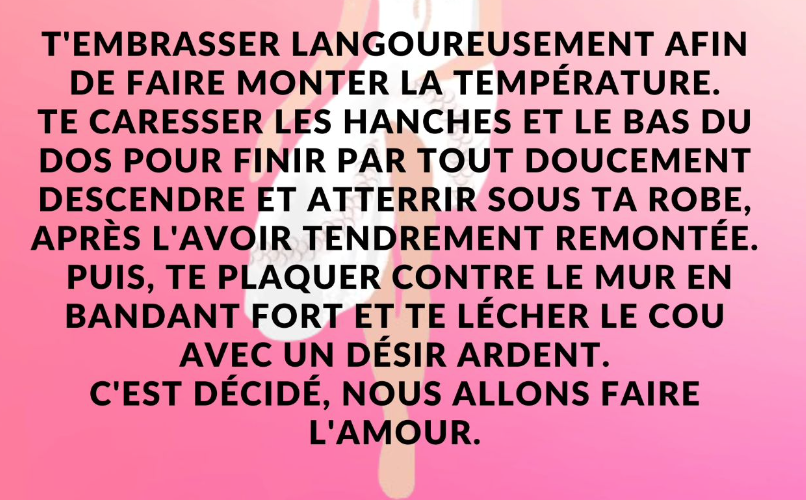 T'EMBRASSER LANGOUREUSEMENT AFIN
DE FAIRE MONTER LA TEMPÉRATURE.
TE CARESSER LES HANCHES ET LE BAS DU
DOS POUR FINIR PAR TOUT DOUCEMENT
DESCENDRE ET ATTERRIR SOUS TA ROBE,
APRÈS L'AVOIR TENDREMENT REMONTÉE.
PUIS, TE PLAQUER CONTRE LE MUR EN
BANDANT FORT ET TE LÉCHER LE COU
AVEC UN DÉSIR ARDENT.
C'EST DÉCIDÉ, NOUS ALLONS FAIRE
L'AMOUR.